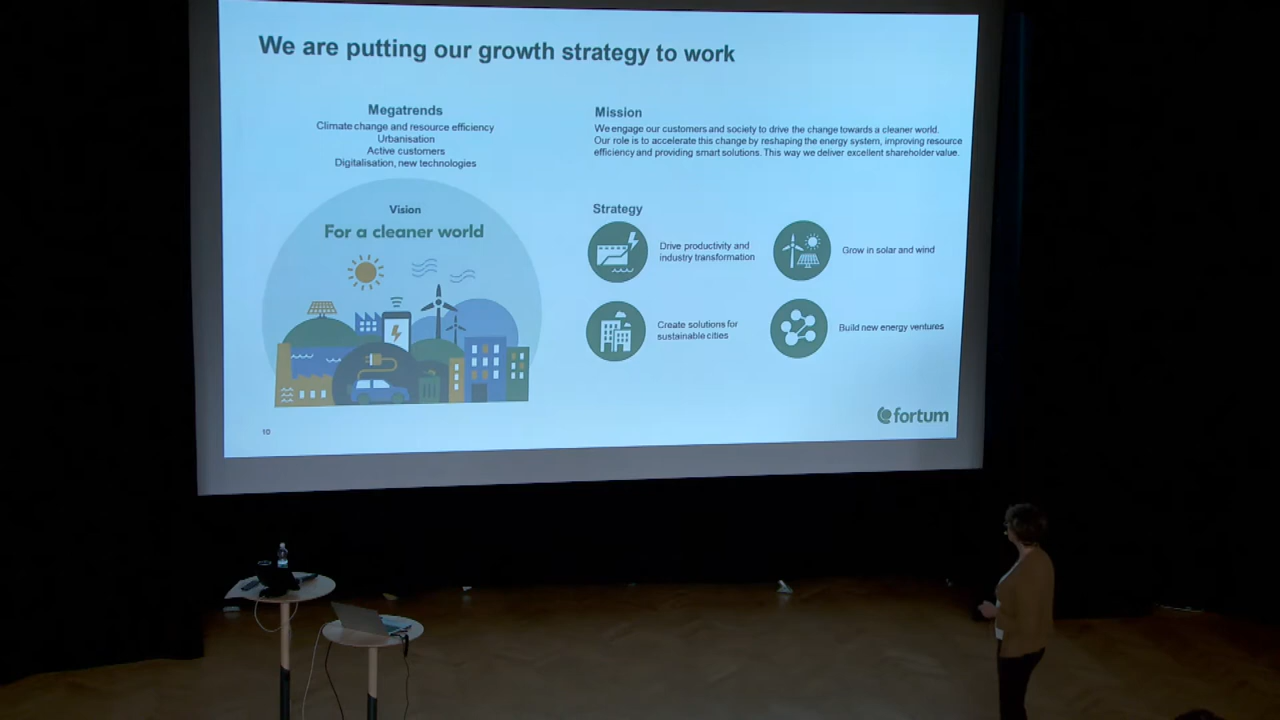 We are putting our growth strategy to work
Megatrends
Climate change and resource efficiency
Urbanisation
Active customers
Digitalisation, new technologies
Vision
For a cleaner world
Mission
We engage our customers and society to drive the change towards a cleaner world.
Our role is to accelerate this change by reshaping the energy system, improving resource
efficiency and providing smart solutions. This way we deliver excellent shareholder value.
Strategy
Drive productivity and
industry transformation
Grow in solar and wind
Create solutions for
sustainable cities
Build new energy ventures
fortum
10